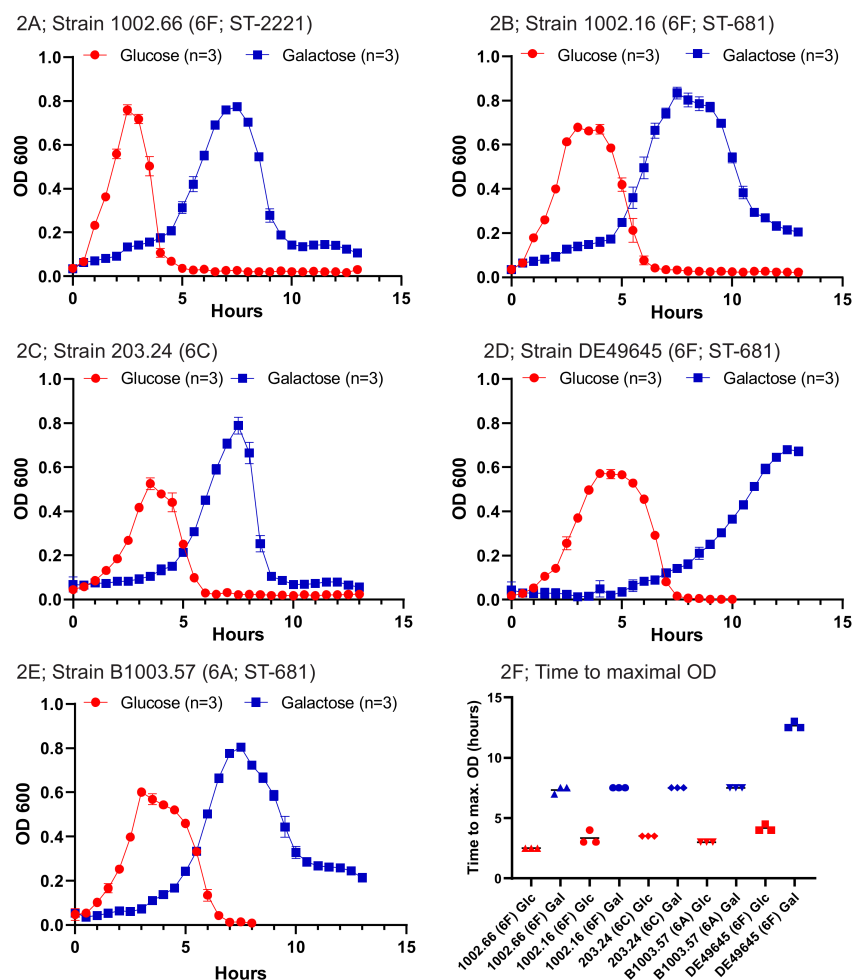 2A; Strain 1002.66 (6F; ST-2221)
Glucose (n=3) Galactose (n=3)
1.0
0.8
0.6
0.4
0.2
0.0
OD 600
0 5 10 15
Hours
2B; Strain 1002.16 (6F; ST-681)
Glucose (n=3) Galactose (n=3)
1.0
0.8
0.6
0.4
0.2
0.0
OD 600
0 5 10 15
Hours
2C; Strain 203.24 (6C)
Glucose (n=3) Galactose (n=3)
1.0
0.8
0.6
0.4
0.2
0.0
OD 600
0 5 10 15
Hours
2D; Strain DE49645 (6F; ST-681)
Glucose (n=3) Galactose (n=3)
1.0
0.8
0.6
0.4
0.2
0.0
OD 600
0 5 10 15
Hours
2E; Strain B1003.57 (6A; ST-681)
Glucose (n=3) Galactose (n=3)
1.0
0.8
0.6
0.4
0.2
0.0
OD 600
0 5 10 15
Hours
2F; Time to maximal OD
15
10
5
0
Time to max. OD (hours)
1002.66 (6F) Glc
1002.66 (6F) Gal
1002.16 (6F) Glc
1002.16 (6F) Gal
203.24 (6C) Glc
203.24 (6C) Gal
B1003.57 (6A) Glc
B1003.57 (6A) Gal
DE49645 (6F) Glc
DE49645 (6F) Gal